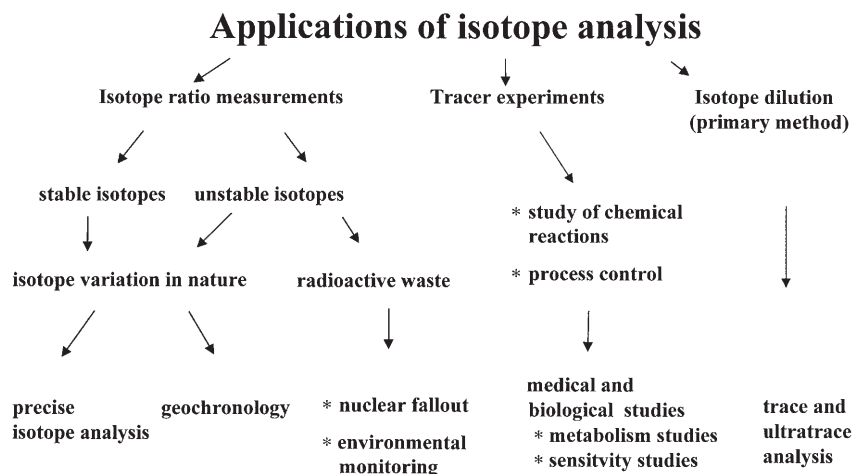 Applications of isotope analysis
Isotope ratio measurements
Tracer experiments
Isotope dilution
(primary method)
stable isotopes
unstable isotopes
* study of chemical
reactions
* process control
isotope variation in nature
radioactive waste
precise
isotope analysis
geochronology
* nuclear fallout
* environmental
monitoring
medical and
biological studies
* metabolism studies
* sensitvity studies
trace and
ultratrace
analysis